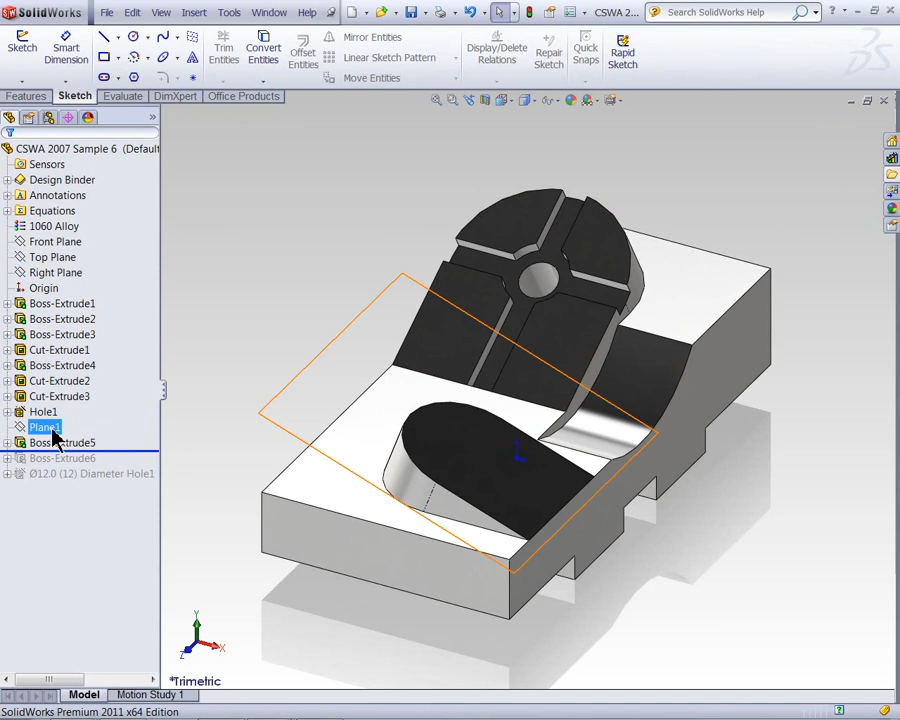 SolidWorks
File Edit View Insert Tools Window Help
CSWA 2...
Search SolidWorks Help
Sketch
Smart Dimension
Trim Entities
Convert Entities
Offset Entities
Mirror Entities
Linear Sketch Pattern
Move Entities
Display/Delete Relations
Repair Sketch
Quick Snaps
Rapid Sketch
Features Sketch Evaluate DimXpert Office Products
CSWA 2007 Sample 6 (Default
Sensors
Design Binder
Annotations
Equations
1060 Alloy
Front Plane
Top Plane
Right Plane
Origin
Boss-Extrude1
Boss-Extrude2
Boss-Extrude3
Cut-Extrude1
Boss-Extrude4
Cut-Extrude2
Cut-Extrude3
Hole1
Plane1
Boss-Extrude5
Boss-Extrude6
Ø12.0 (12) Diameter Hole1
Y
X
Z
*Trimetric
Model Motion Study 1
SolidWorks Premium 2011 x64 Edition